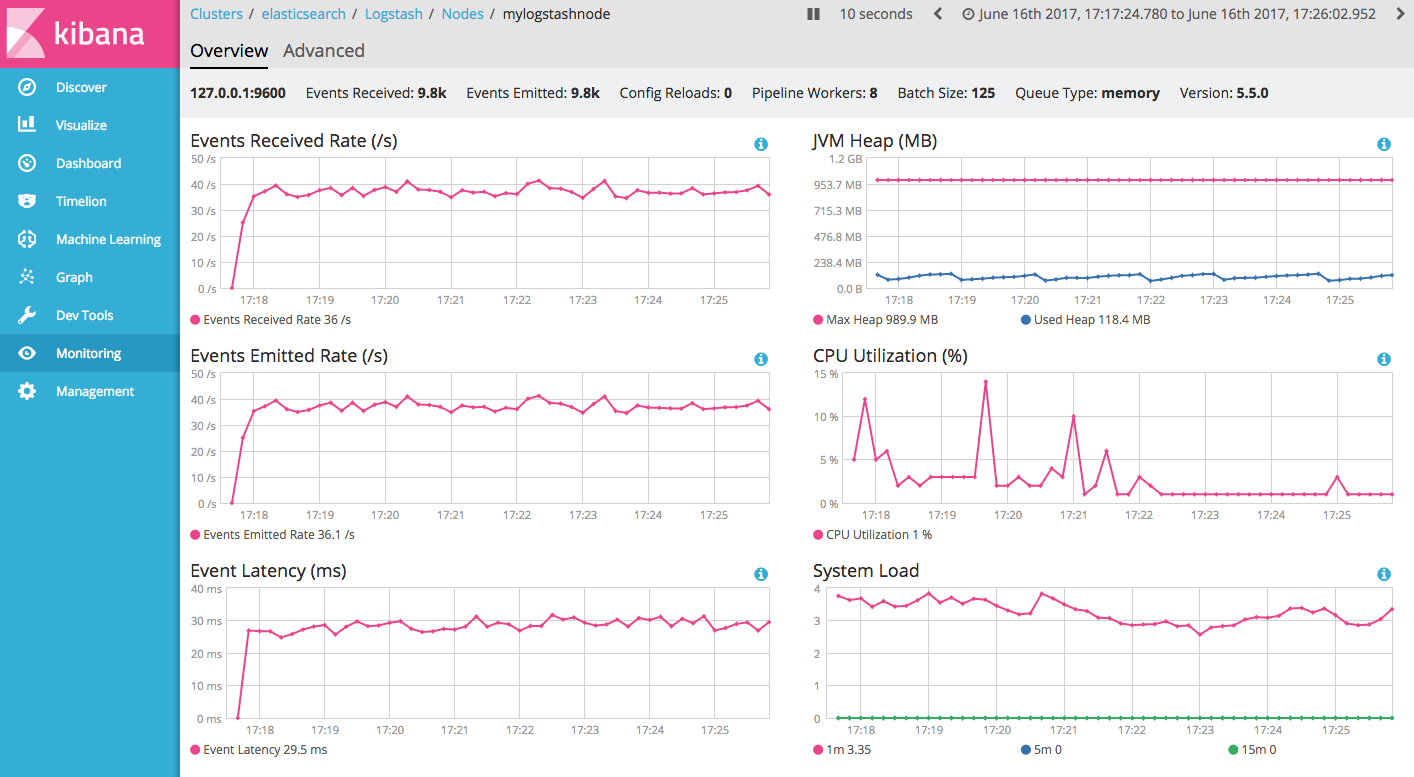 kibana
Discover
Visualize
Dashboard
Timelion
Machine Learning
Graph
Dev Tools
Monitoring
Management
Clusters / elasticsearch / Logstash / Nodes / mylogstashnode
10 seconds June 16th 2017, 17:17:24.780 to June 16th 2017, 17:26:02.952
Overview Advanced
127.0.0.1:9600 Events Received: 9.8k Events Emitted: 9.8k Config Reloads: 0 Pipeline Workers: 8 Batch Size: 125 Queue Type: memory Version: 5.5.0
Events Received Rate (/s)
50 /s
40 /s
30 /s
20 /s
10 /s
0 /s
17:18 17:19 17:20 17:21 17:22 17:23 17:24 17:25
Events Received Rate 36 /s
JVM Heap (MB)
1.2 GB
953.7 MB
715.3 MB
476.8 MB
238.4 MB
0.0 B
17:18 17:19 17:20 17:21 17:22 17:23 17:24 17:25
Max Heap 989.9 MB Used Heap 118.4 MB
Events Emitted Rate (/s)
50 /s
40 /s
30 /s
20 /s
10 /s
0 /s
17:18 17:19 17:20 17:21 17:22 17:23 17:24 17:25
Events Emitted Rate 36.1 /s
CPU Utilization (%)
15 %
10 %
5 %
0 %
17:18 17:19 17:20 17:21 17:22 17:23 17:24 17:25
CPU Utilization 1 %
Event Latency (ms)
40 ms
30 ms
20 ms
10 ms
0 ms
17:18 17:19 17:20 17:21 17:22 17:23 17:24 17:25
Event Latency 29.5 ms
System Load
4
3
2
1
0
17:18 17:19 17:20 17:21 17:22 17:23 17:24 17:25
1m 3.35 5m 0 15m 0